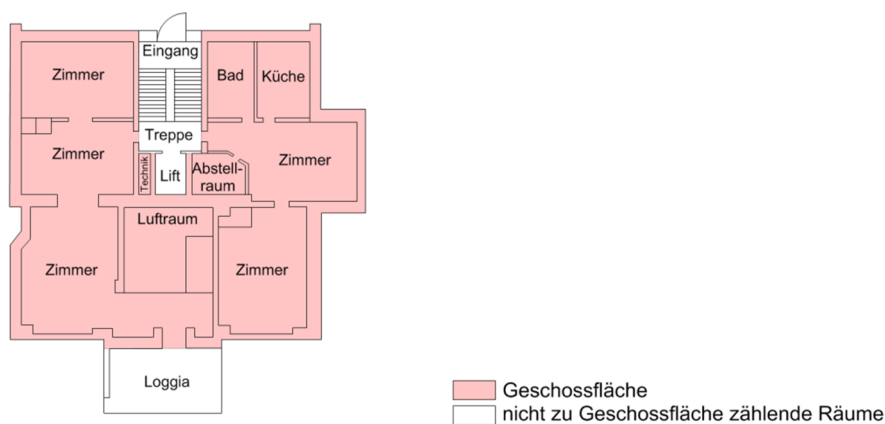 Eingang
Zimmer
Bad
Küche
Treppe
Zimmer
Zimmer
Technik
Lift
Abstell-
raum
Luftraum
Zimmer
Zimmer
Loggia
Geschossfläche
nicht zu Geschossfläche zählende Räume